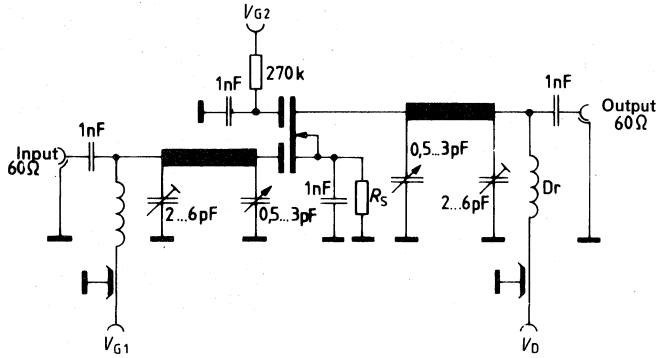 VG2
270k
1nF
1nF
Output
60Ω
1nF
Input
60Ω
0,5...3pF
1nF
RS
2...6pF
0,5...3pF
2...6pF
Dr
VG1
VD